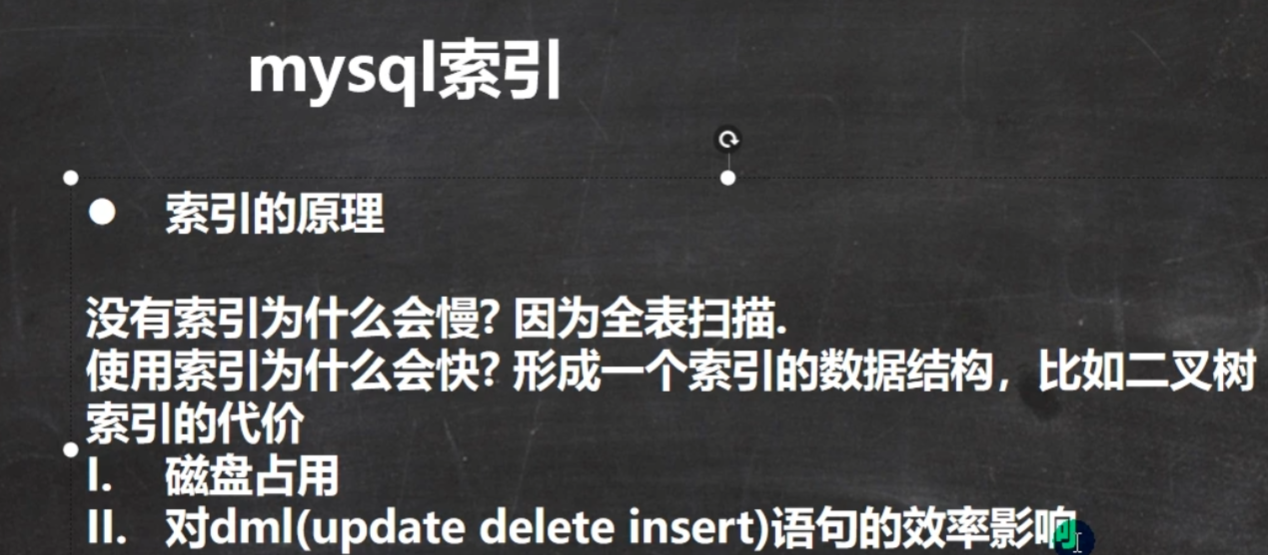 mysql索引
● 索引的原理
没有索引为什么会慢? 因为全表扫描.
使用索引为什么会快? 形成一个索引的数据结构，比如二叉树
索引的代价
I. 磁盘占用
II. 对dml(update delete insert)语句的效率影响